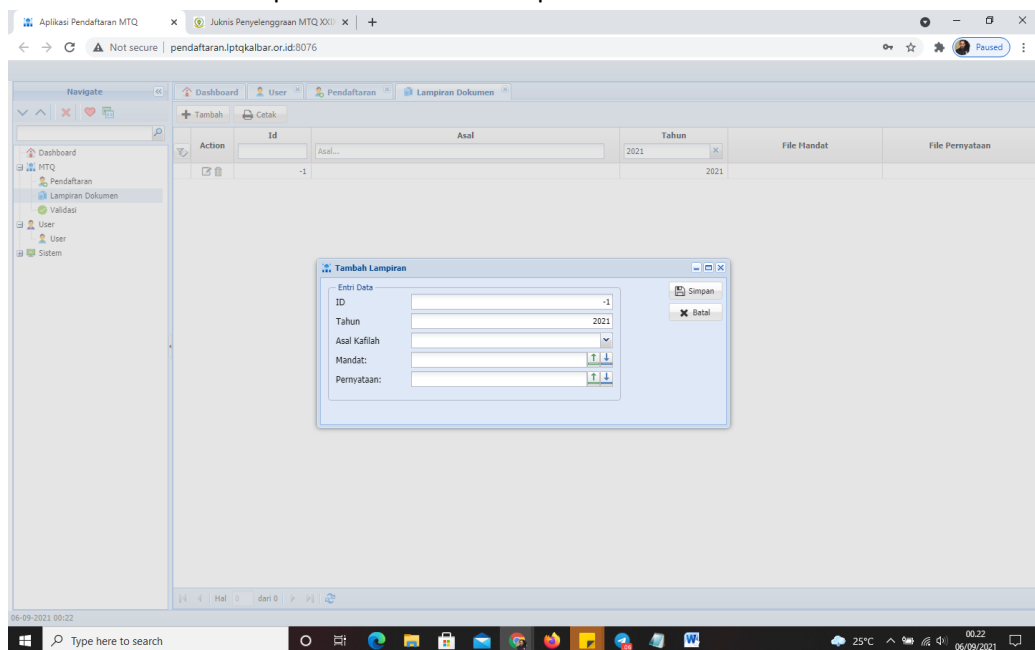 Aplikasi Pendaftaran MTQ
Juknis Penyelenggraan MTQ XXI
Not secure
pendaftaran.lptqkalbar.or.id:8076
Paused
Navigate
Dashboard
User
Pendaftaran
Lampiran Dokumen
Tambah
Cetak
Action
Id
Asal
Tahun
File Mandat
File Pernyataan
Asal...
2021
-1
2021
Dashboard
MTQ
Pendaftaran
Lampiran Dokumen
Validasi
User
User
Sistem
Tambah Lampiran
Entri Data
ID
-1
Tahun
2021
Asal Kafilah
Mandat:
Pernyataan:
Simpan
Batal
Hal 0 dari 0
06-09-2021 00:22
Type here to search
25°C
00.22
06/09/2021